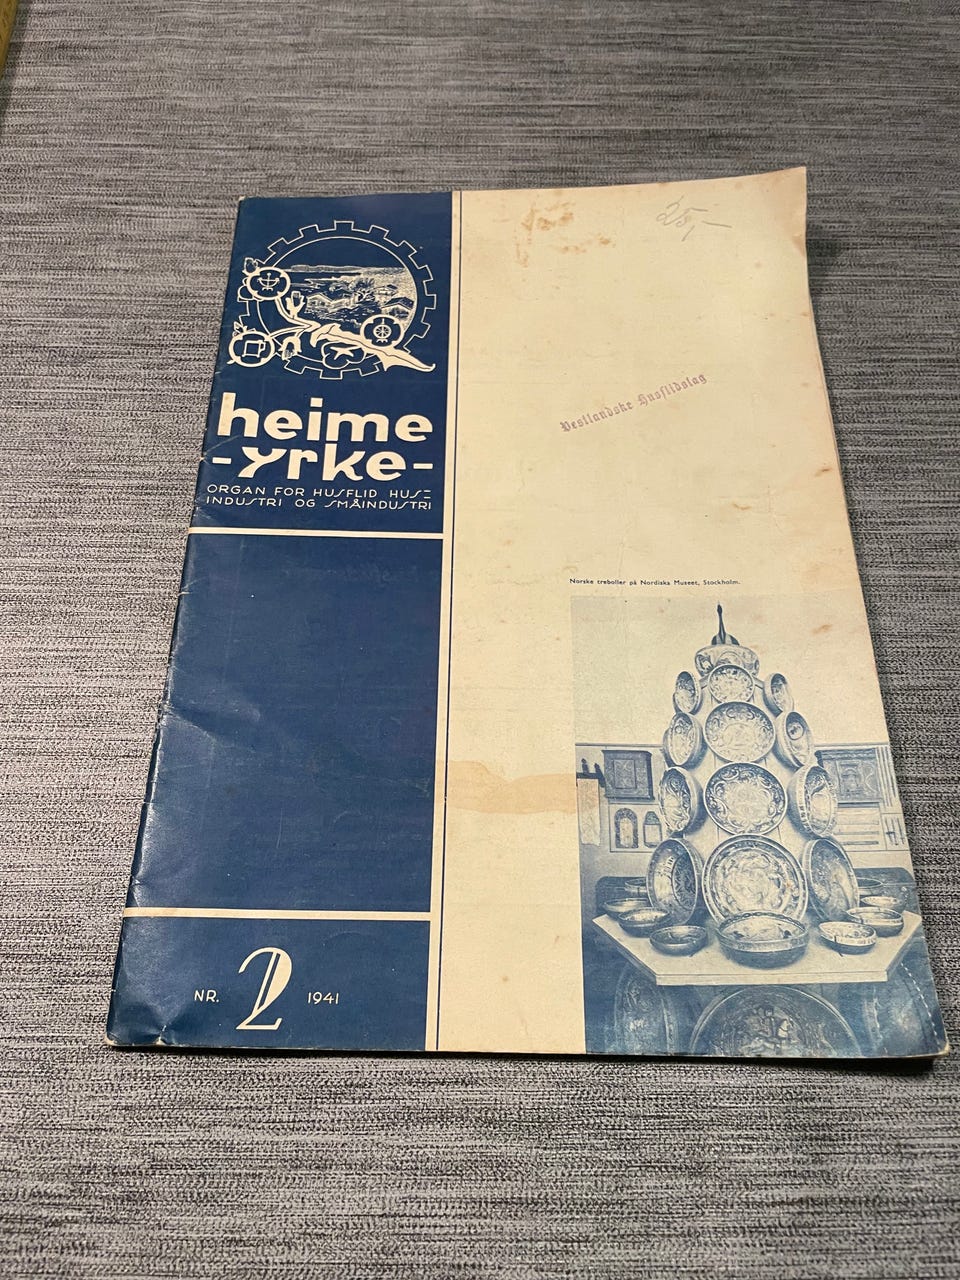 25,-
Vestlandske Husflidslag
heime
-yrke-
ORGAN FOR HUSFLID HUS=
INDUSTRI OG SMÅINDUSTRI
Norske treboller på Nordiska Museet, Stockholm.
NR. 2 1941